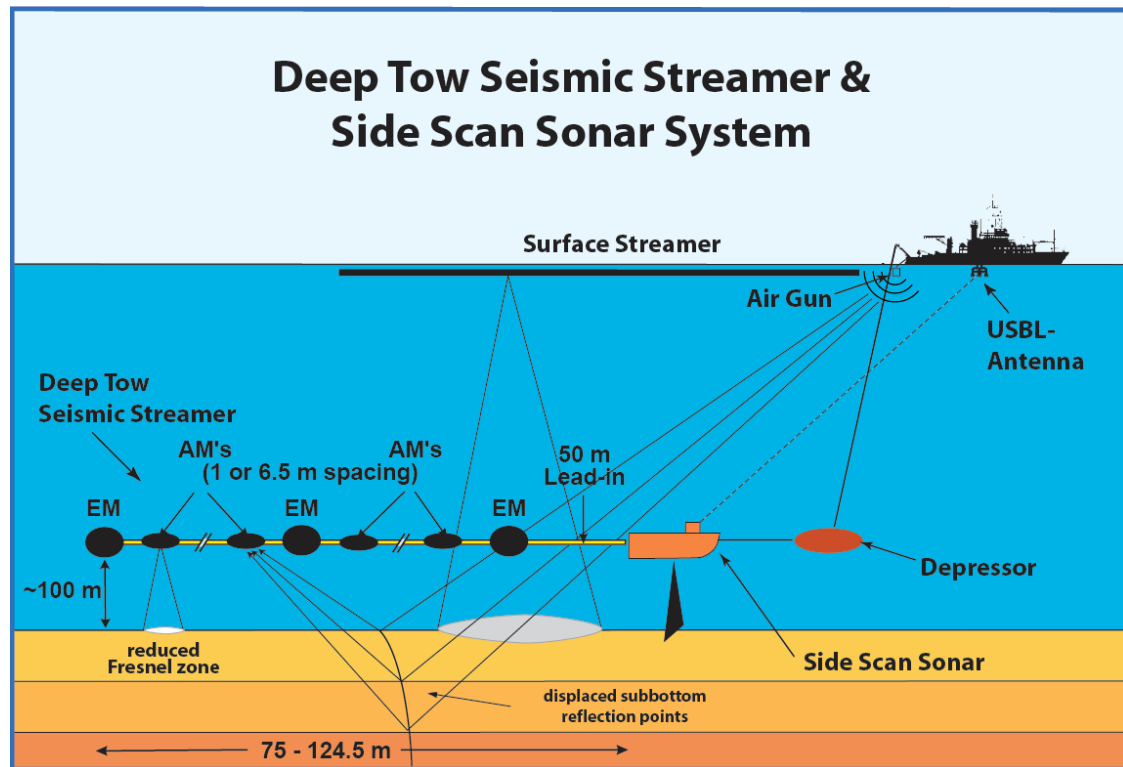 Deep Tow Seismic Streamer &
Side Scan Sonar System
Surface Streamer
Air Gun
USBL-
Antenna
Deep Tow
Seismic Streamer
AM's
AM's
(1 or 6.5 m spacing)
50 m
Lead-in
EM
EM
EM
~100 m
Depressor
reduced
Fresnel zone
Side Scan Sonar
displaced subbottom
reflection points
75 - 124.5 m